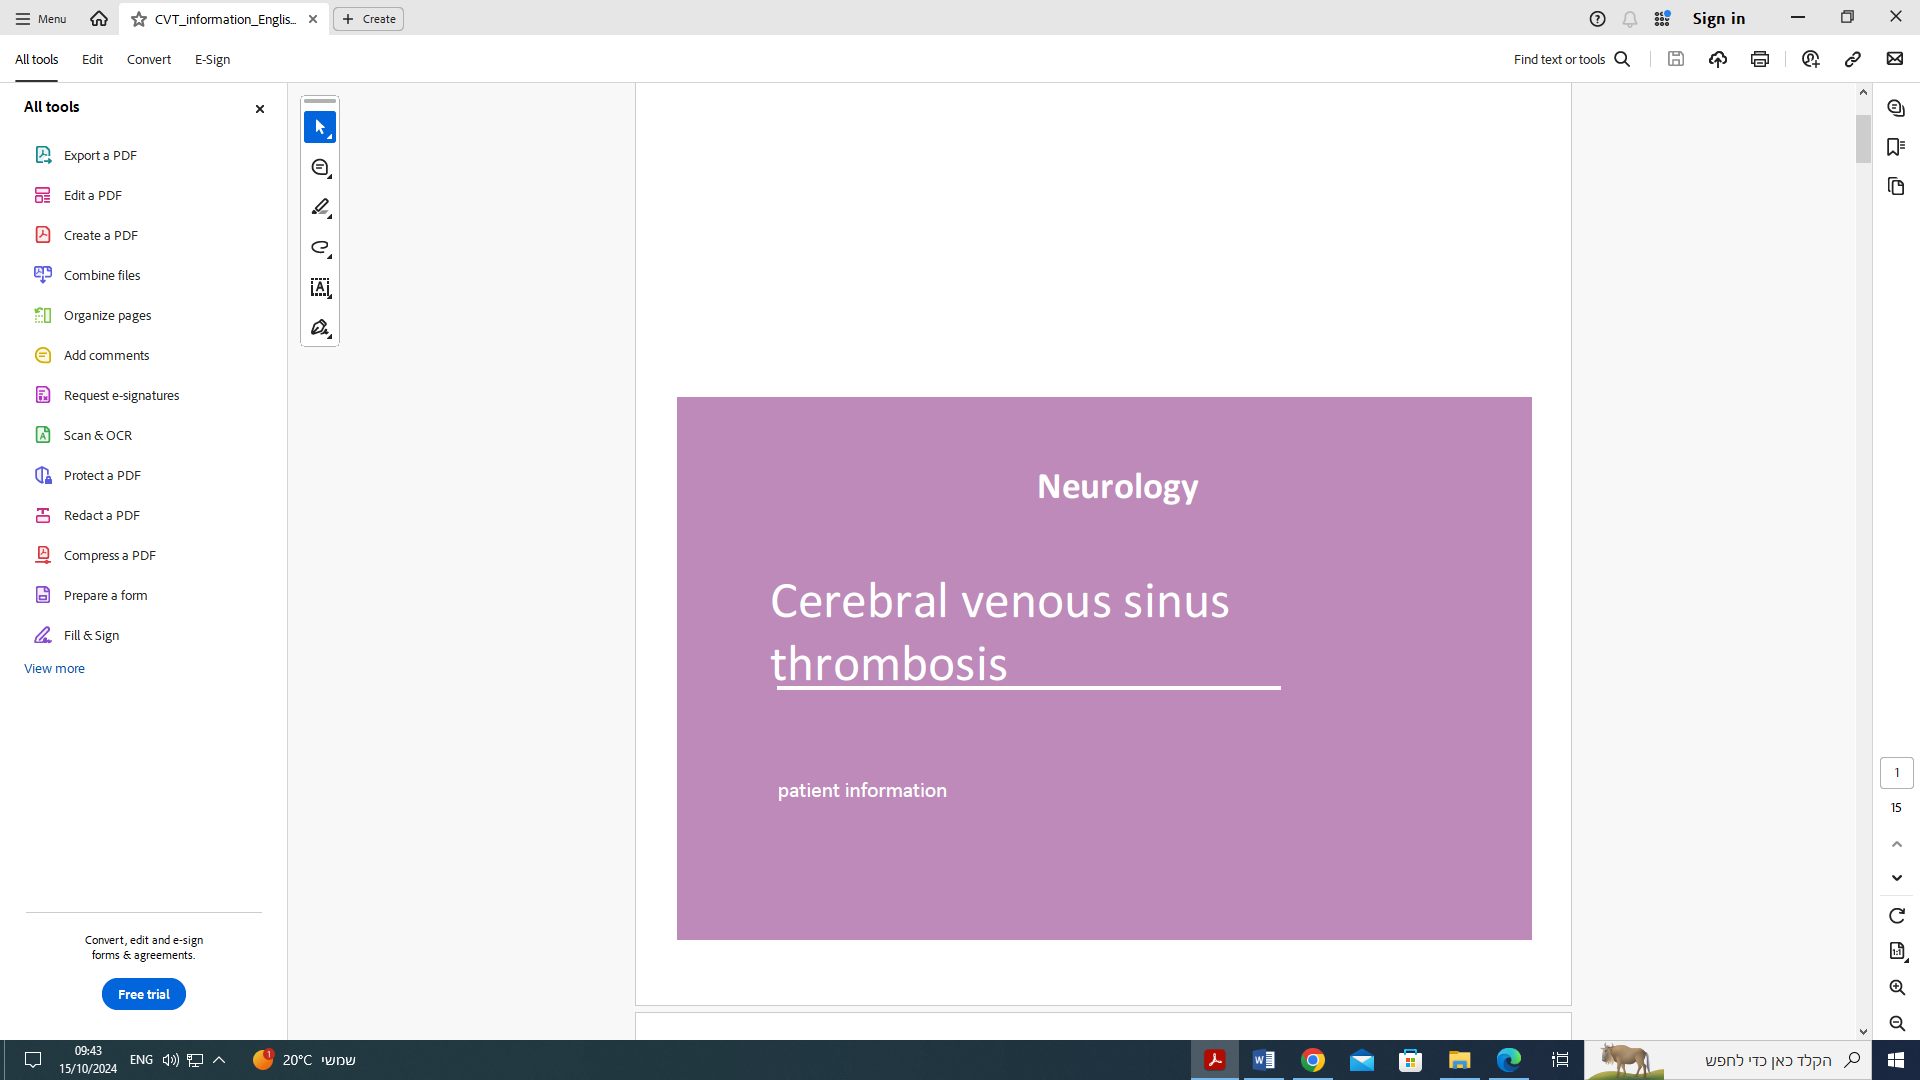 Menu
CVT_information_Englis...
Create
Sign in
All tools
Edit
Convert
E-Sign
Find text or tools
All tools
Export a PDF
Edit a PDF
Create a PDF
Combine files
Organize pages
Add comments
Request e-signatures
Scan & OCR
Protect a PDF
Redact a PDF
Compress a PDF
Prepare a form
Fill & Sign
View more
Convert, edit and e-sign
forms & agreements.
Free trial
Neurology
Cerebral venous sinus
thrombosis
patient information
1
15
09:43
15/10/2024
ENG
1
20°C שמשי
הקלד כאן כדי לחפש